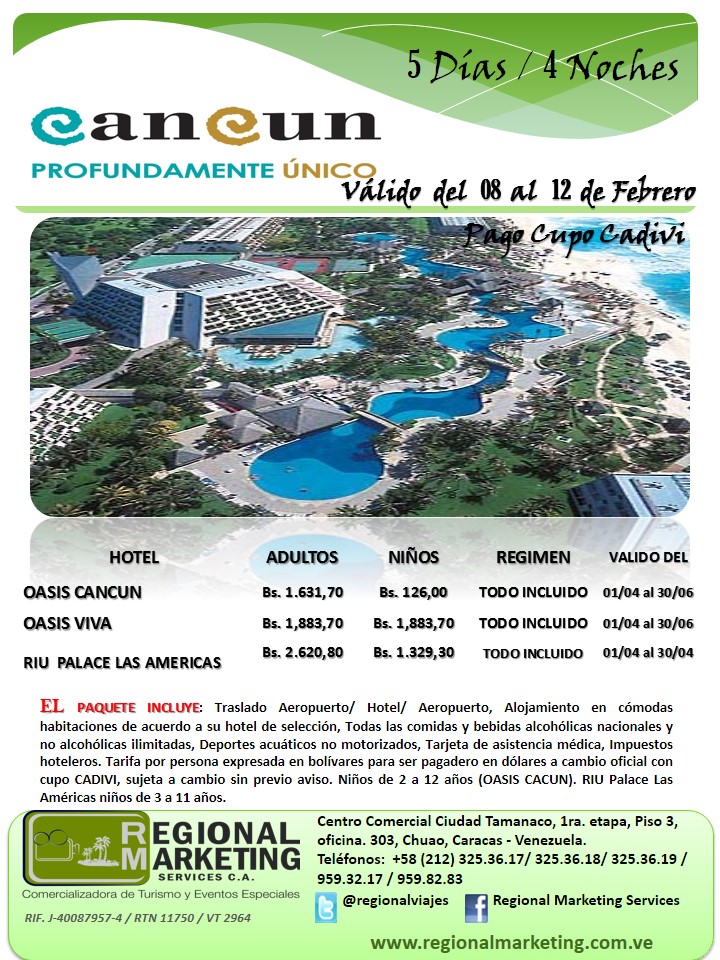 5 Días / 4 Noches
cancun
PROFUNDAMENTE ÚNICO
Válido del 08 al 12 de Febrero
Pago Cupo Cadivi
HOTEL ADULTOS NIÑOS REGIMEN VALIDO DEL
OASIS CANCUN Bs. 1.631,70 Bs. 126,00 TODO INCLUIDO 01/04 al 30/06
OASIS VIVA Bs. 1,883,70 Bs. 1,883,70 TODO INCLUIDO 01/04 al 30/06
RIU PALACE LAS AMERICAS Bs. 2.620,80 Bs. 1.329,30 TODO INCLUIDO 01/04 al 30/04
EL PAQUETE INCLUYE: Traslado Aeropuerto/ Hotel/ Aeropuerto, Alojamiento en cómodas
habitaciones de acuerdo a su hotel de selección, Todas las comidas y bebidas alcohólicas nacionales y
no alcohólicas ilimitadas, Deportes acuáticos no motorizados, Tarjeta de asistencia médica, Impuestos
hoteleros. Tarifa por persona expresada en bolívares para ser pagadero en dólares a cambio oficial con
cupo CADIVI, sujeta a cambio sin previo aviso. Niños de 2 a 12 años (OASIS CACUN). RIU Palace Las
Américas niños de 3 a 11 años.
REGIONAL
MARKETING
SERVICES C.A.
Comercializadora de Turismo y Eventos Especiales
RIF. J-40087957-4 / RTN 11750 / VT 2964
Centro Comercial Ciudad Tamanaco, 1ra. etapa, Piso 3,
oficina. 303, Chuao, Caracas - Venezuela.
Teléfonos: +58 (212) 325.36.17/ 325.36.18/ 325.36.19 /
959.32.17 / 959.82.83
@regionalviajes Regional Marketing Services
www.regionalmarketing.com.ve